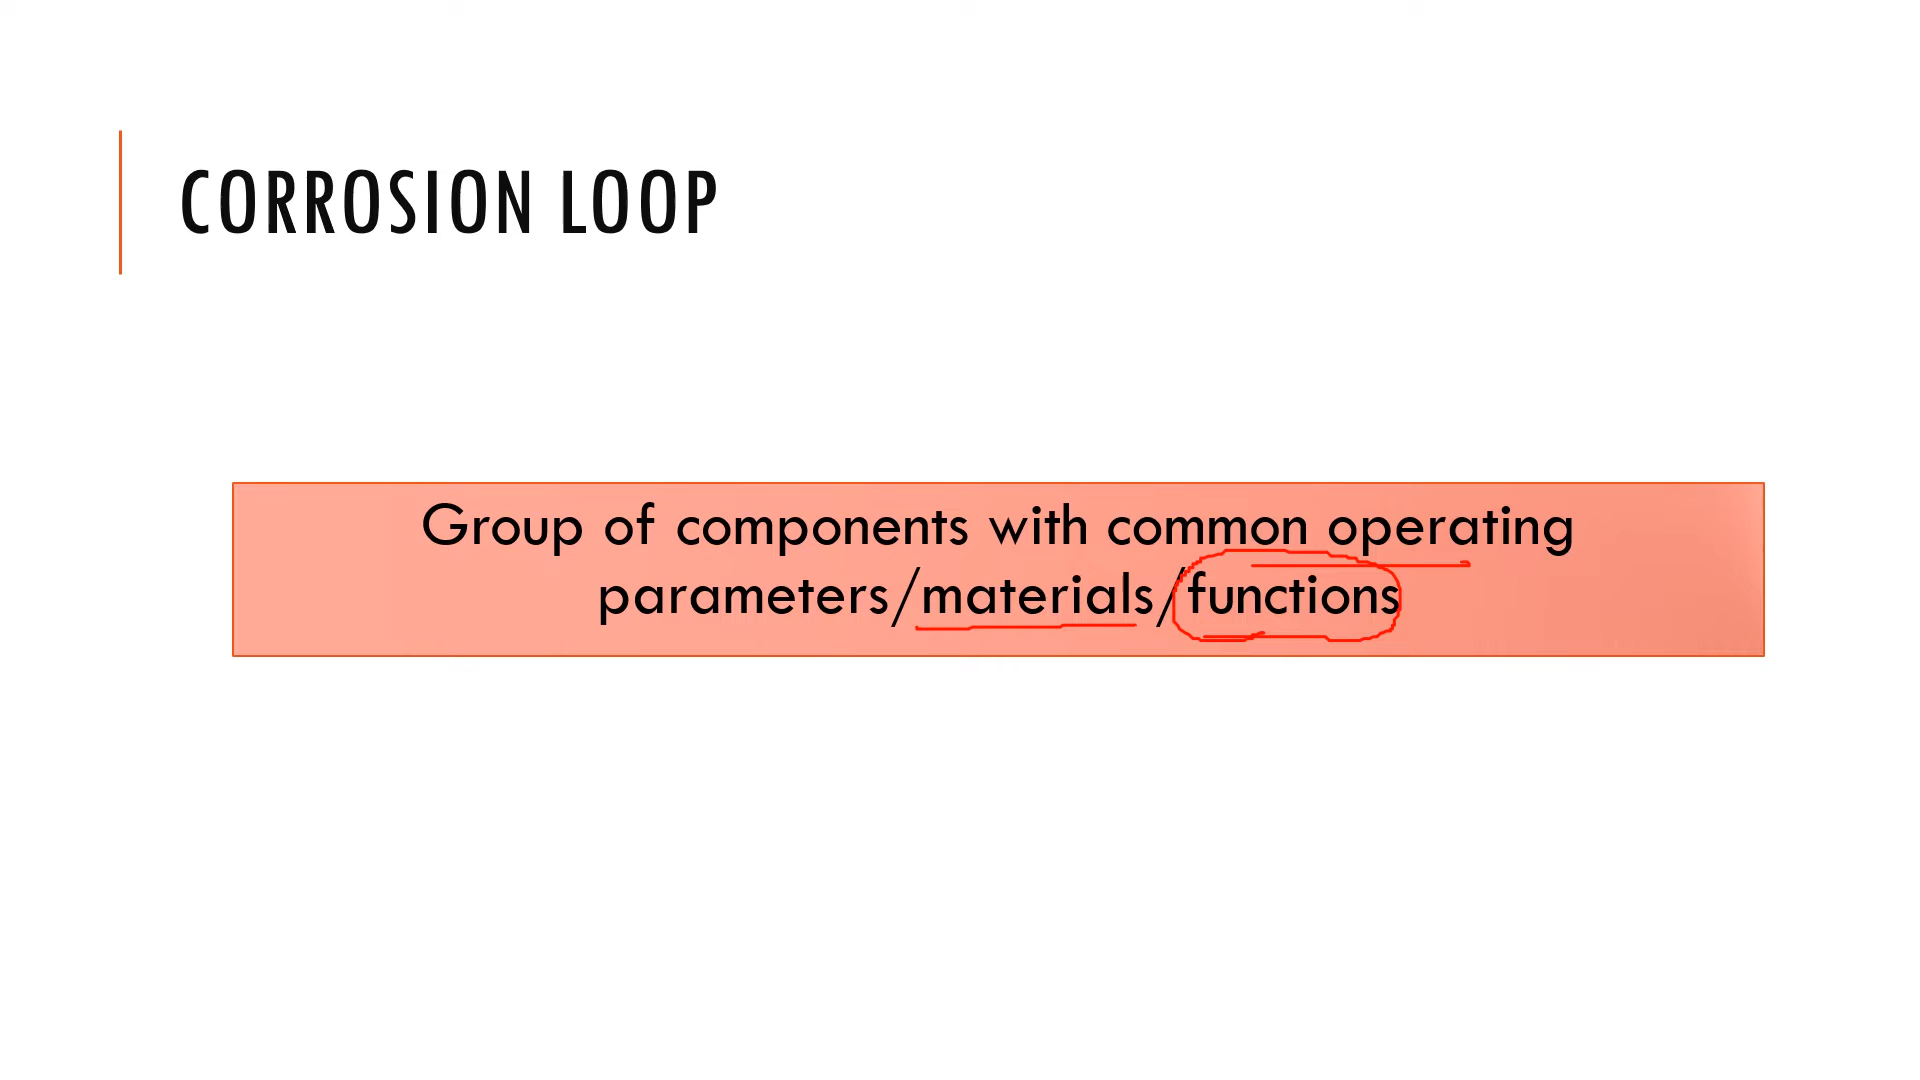 CORROSION LOOP
Group of components with common operating
parameters/materials/functions